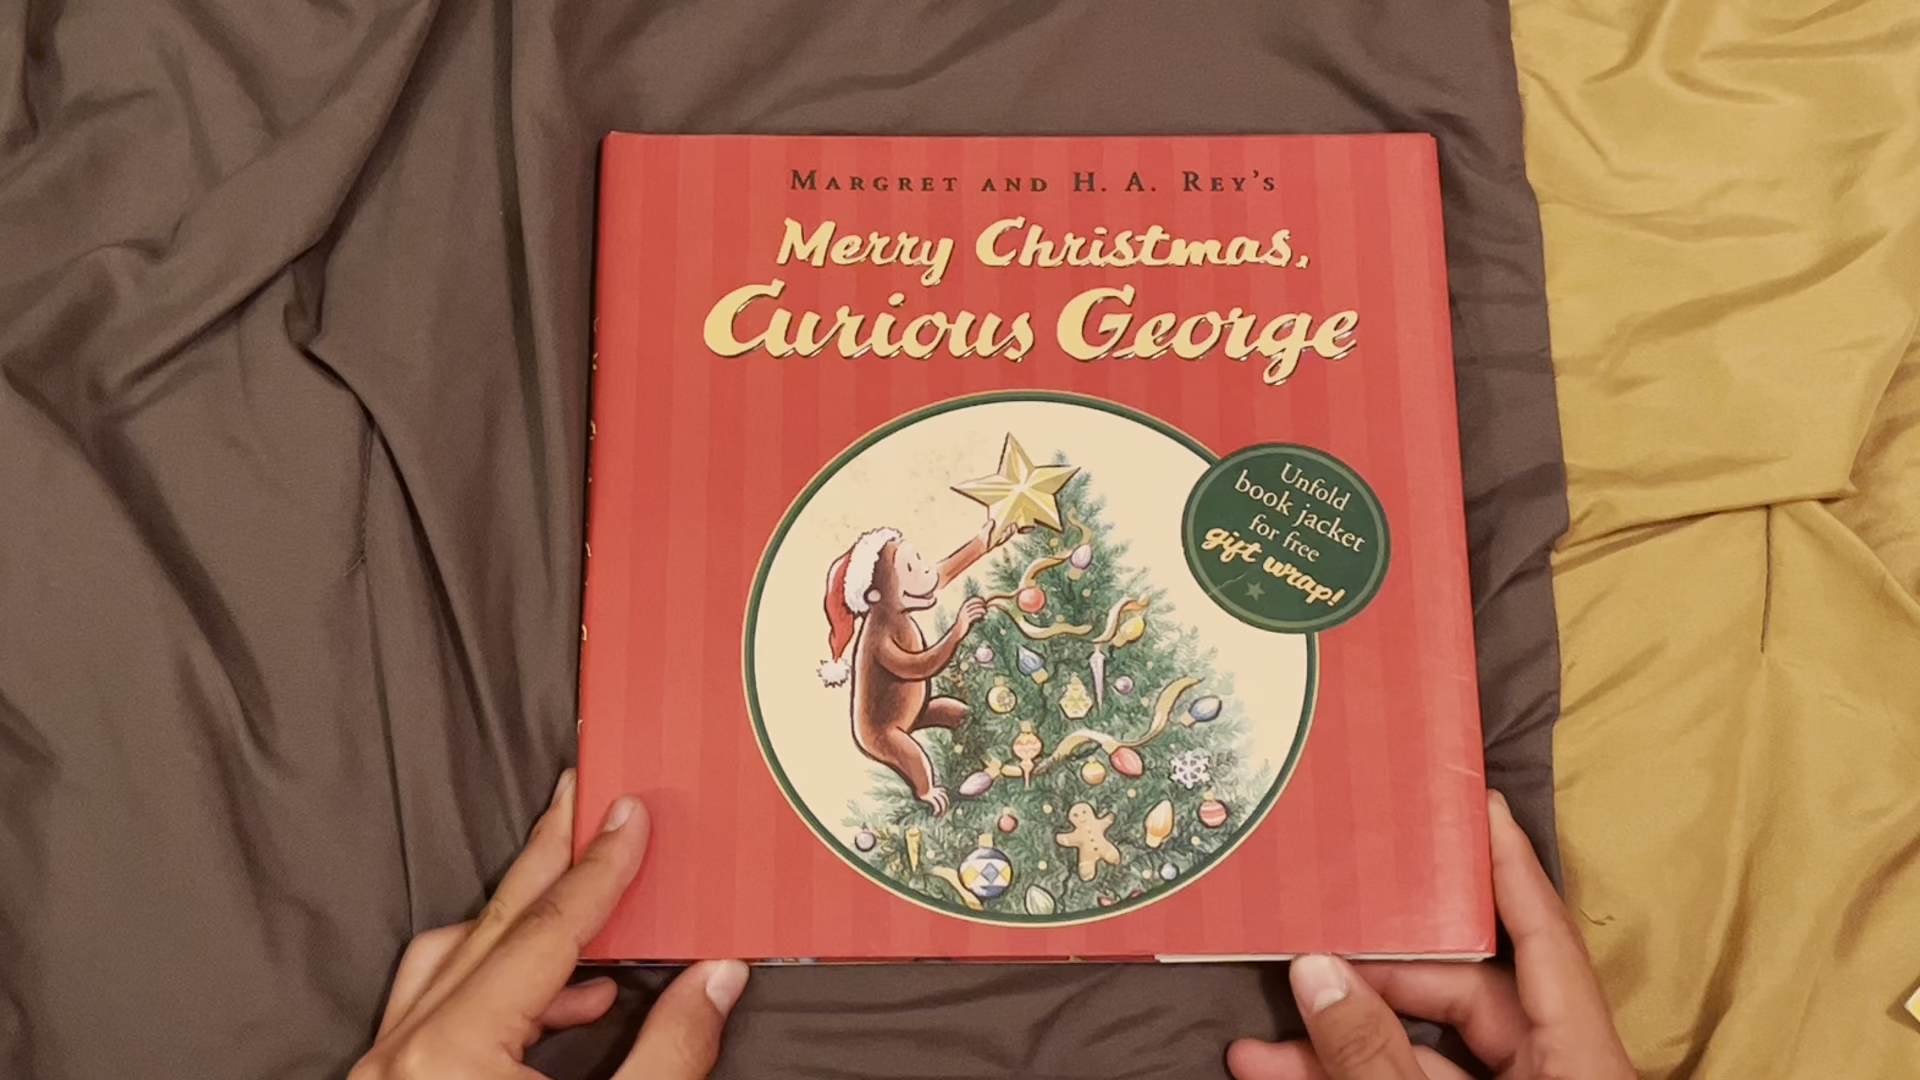 MARGRET AND H. A. REY'S
Merry Christmas,
Curious George
Unfold
book jacket
for free
gift wrap!